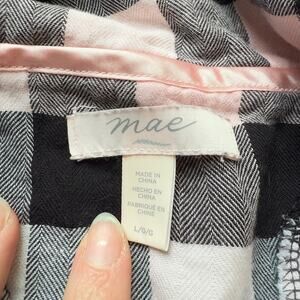 mae
MADE IN
CHINA
HECHO EN
CHINA
FABRIQUÉ EN
CHINE
L/G/G